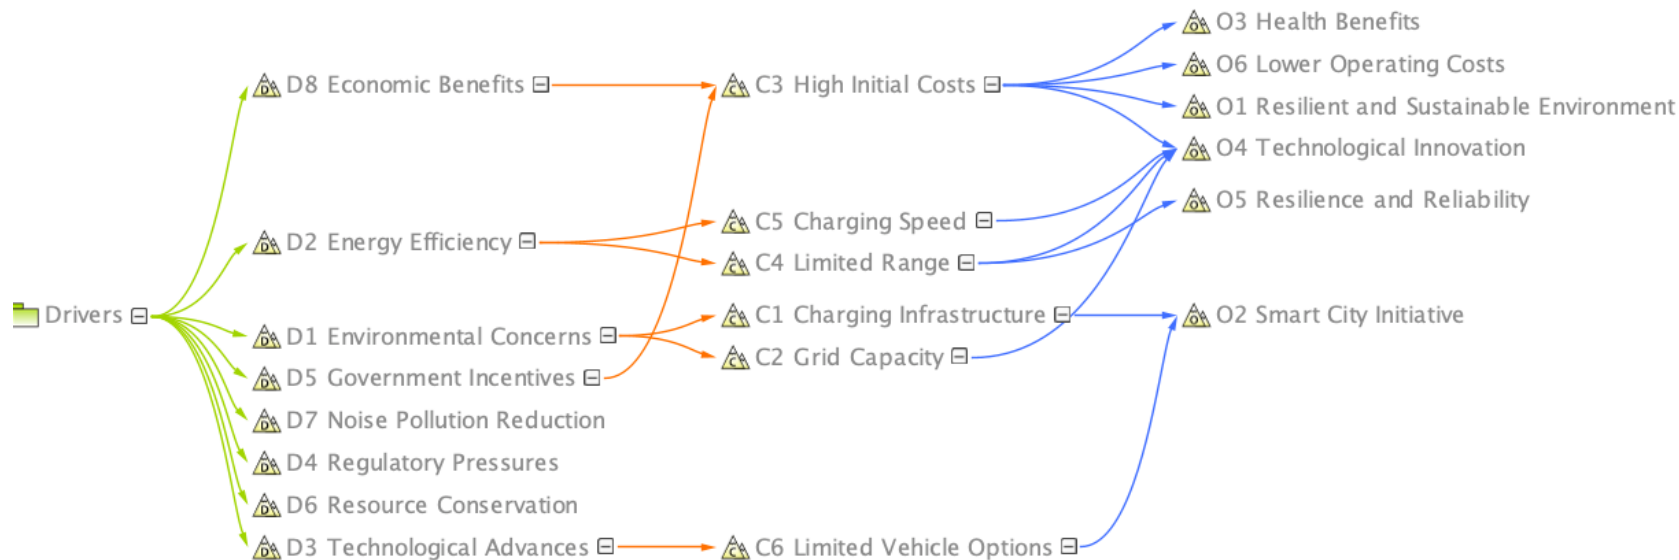 O3 Health Benefits
O6 Lower Operating Costs
D8 Economic Benefits
C3 High Initial Costs
O1 Resilient and Sustainable Environment
O4 Technological Innovation
O5 Resilience and Reliability
C5 Charging Speed
D2 Energy Efficiency
C4 Limited Range
Drivers
C1 Charging Infrastructure
O2 Smart City Initiative
D1 Environmental Concerns
C2 Grid Capacity
D5 Government Incentives
D7 Noise Pollution Reduction
D4 Regulatory Pressures
D6 Resource Conservation
D3 Technological Advances
C6 Limited Vehicle Options